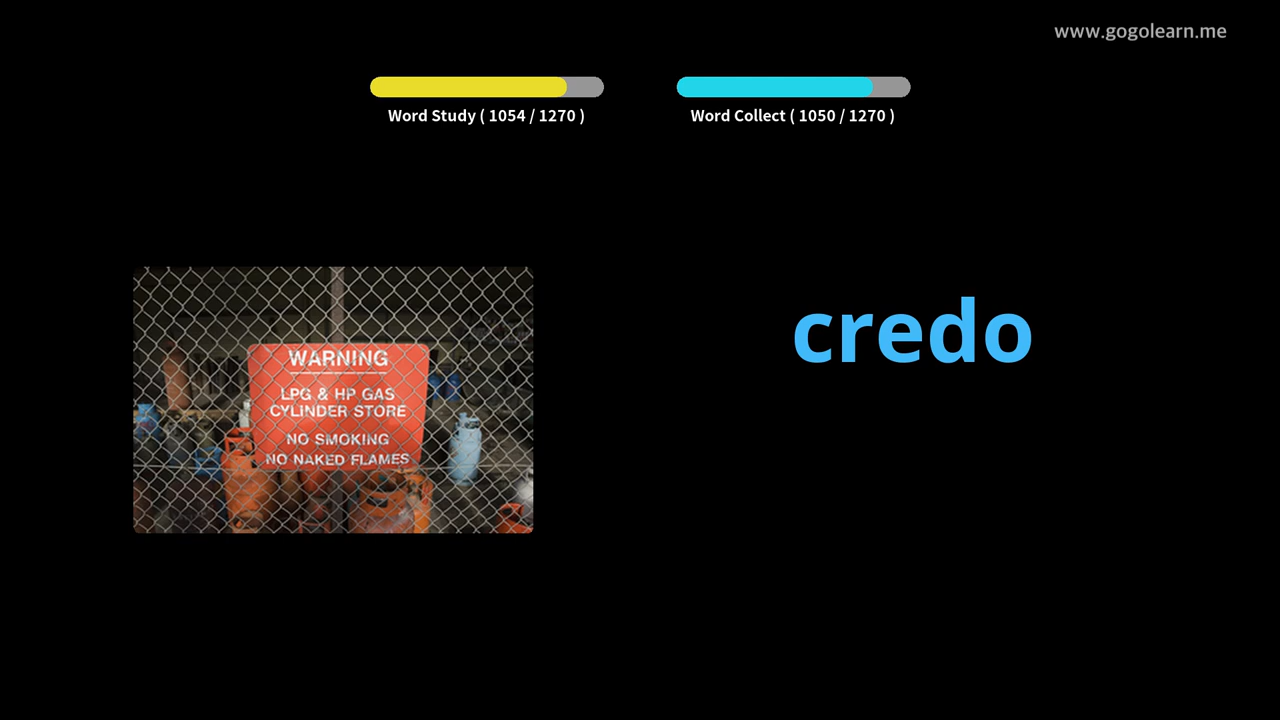 www.gogolearn.me
Word Study ( 1054 / 1270 )
Word Collect ( 1050 / 1270 )
credo
WARNING
LPG & HP GAS
CYLINDER STORE
NO SMOKING
NO NAKED FLAMES